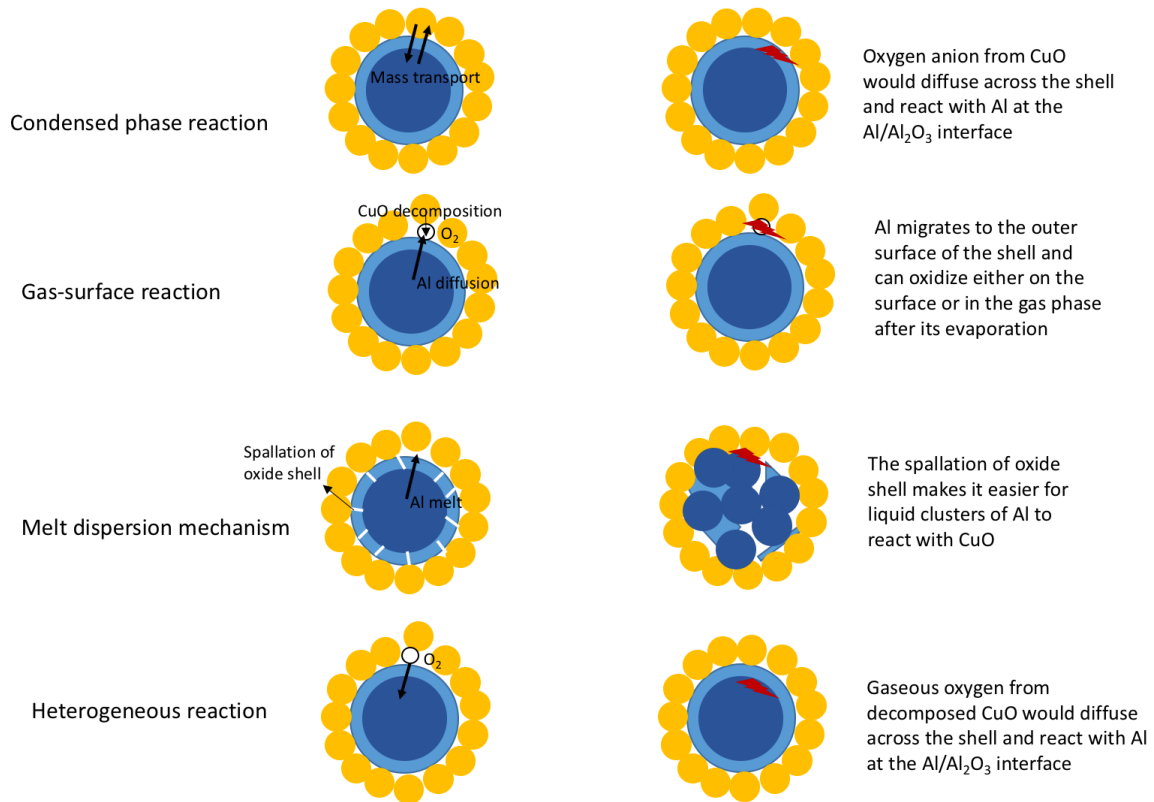 Condensed phase reaction
Mass transport
Oxygen anion from CuO
would diffuse across the shell
and react with Al at the
Al/Al₂O₃ interface
Gas-surface reaction
CuO decomposition
O₂
Al diffusion
Al migrates to the outer
surface of the shell and
can oxidize either on the
surface or in the gas phase
after its evaporation
Melt dispersion mechanism
Spallation of
oxide shell
Al melt
The spallation of oxide
shell makes it easier for
liquid clusters of Al to
react with CuO
Heterogeneous reaction
O₂
Gaseous oxygen from
decomposed CuO would diffuse
across the shell and react with Al
at the Al/Al₂O₃ interface